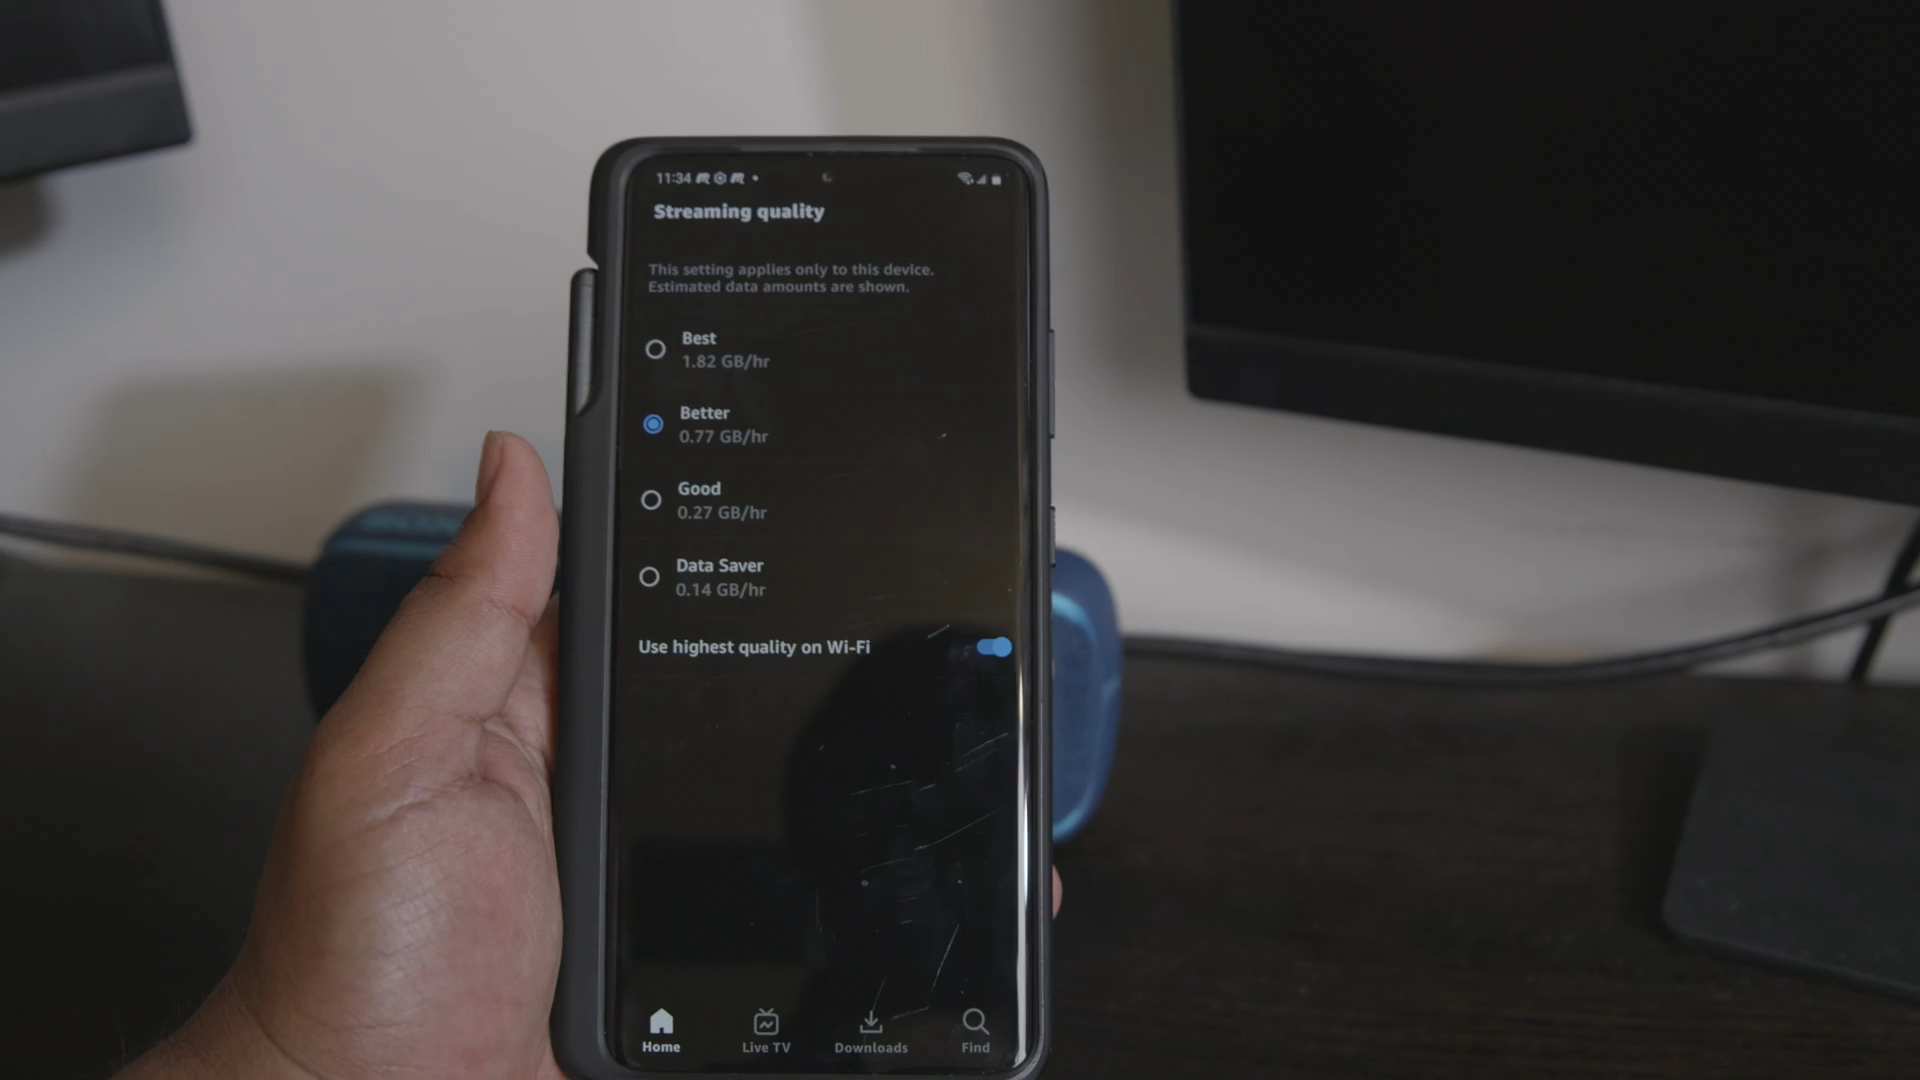 11:34
Streaming quality
This setting applies only to this device.
Estimated data amounts are shown.
Best
1.82 GB/hr
Better
0.77 GB/hr
Good
0.27 GB/hr
Data Saver
0.14 GB/hr
Use highest quality on Wi-Fi
Home Live TV Downloads Find